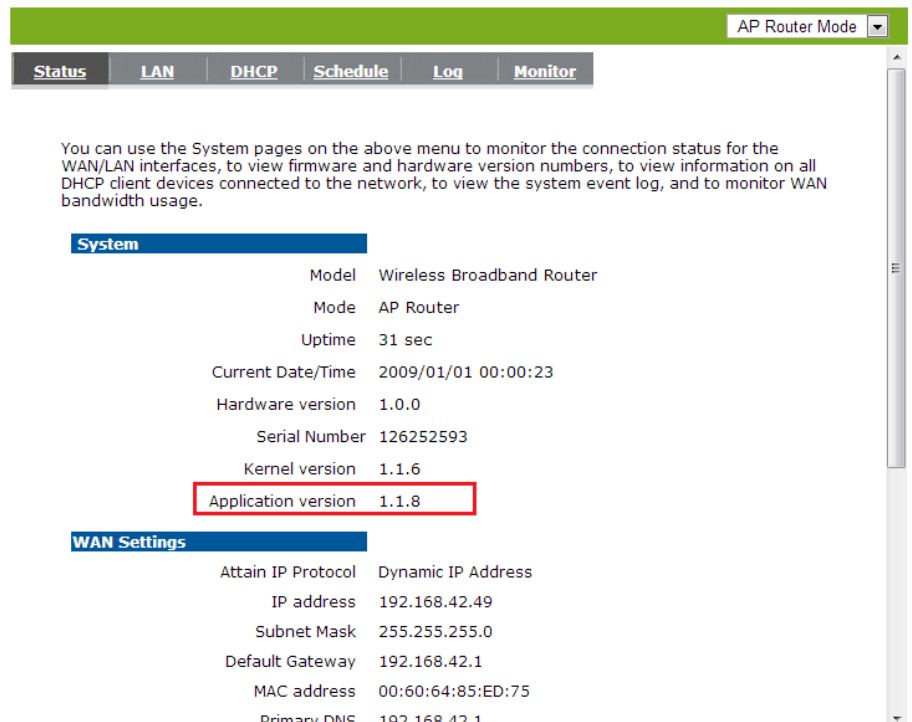 AP Router Mode
Status LAN DHCP Schedule Log Monitor
You can use the System pages on the above menu to monitor the connection status for the
WAN/LAN interfaces, to view firmware and hardware version numbers, to view information on all
DHCP client devices connected to the network, to view the system event log, and to monitor WAN
bandwidth usage.
System
Model Wireless Broadband Router
Mode AP Router
Uptime 31 sec
Current Date/Time 2009/01/01 00:00:23
Hardware version 1.0.0
Serial Number 126252593
Kernel version 1.1.6
Application version 1.1.8
WAN Settings
Attain IP Protocol Dynamic IP Address
IP address 192.168.42.49
Subnet Mask 255.255.255.0
Default Gateway 192.168.42.1
MAC address 00:60:64:85:ED:75
Primary DNS 192.168.42.1